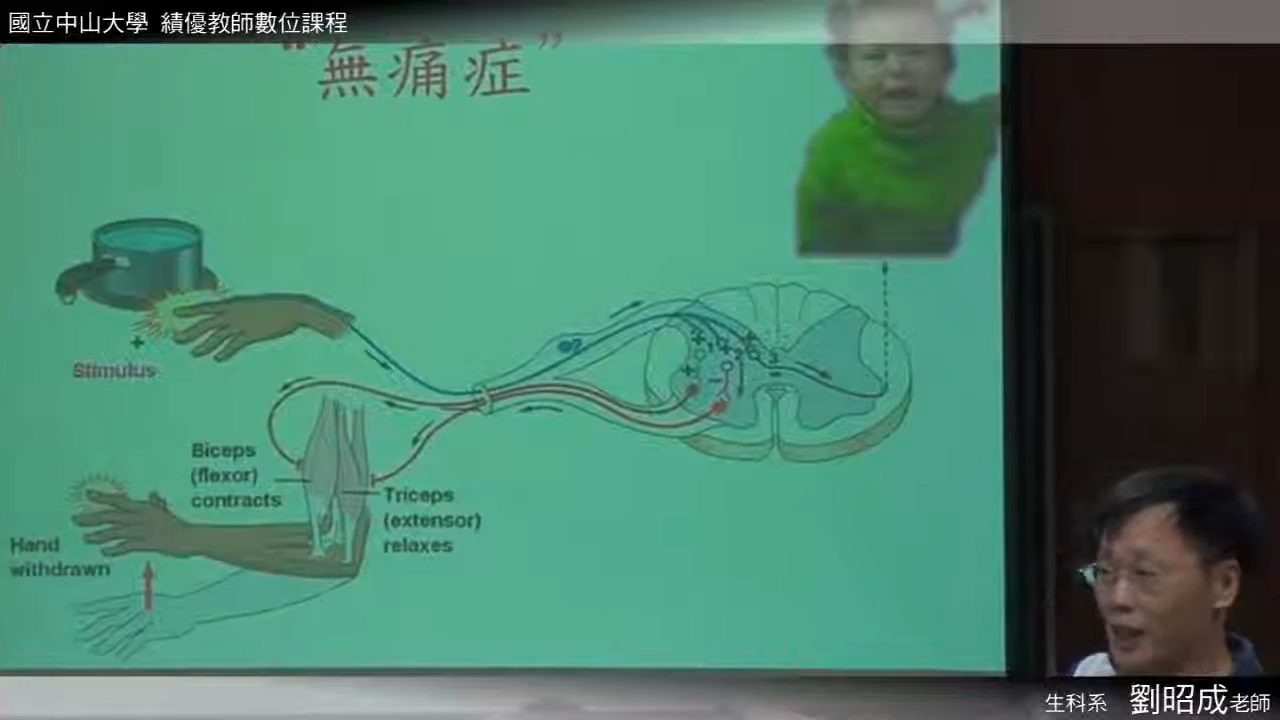 國立中山大學 績優教師數位課程
“無痛症”
Stimulus
Biceps
(flexor)
contracts
Triceps
(extensor)
relaxes
Hand
withdrawn
生科系 劉昭成老師